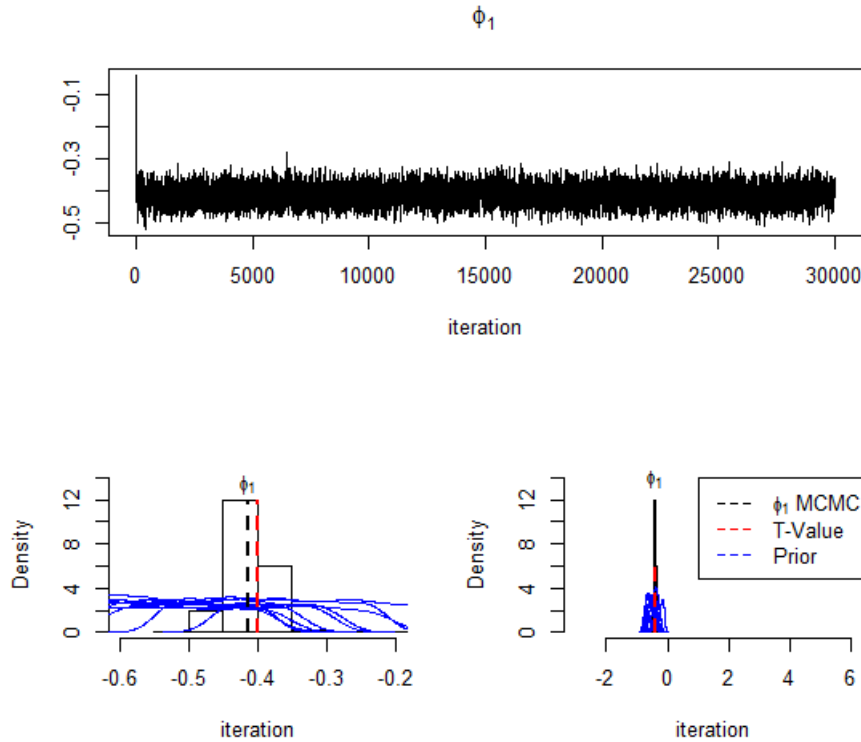 ϕ1
-0.1
-0.3
-0.5
0 5000 10000 15000 20000 25000 30000
iteration
ϕ1
Density
12
8
4
0
-0.6 -0.5 -0.4 -0.3 -0.2
iteration
ϕ1
Density
12
8
4
0
-2 0 2 4 6
iteration
ϕ1 MCMC
T-Value
Prior